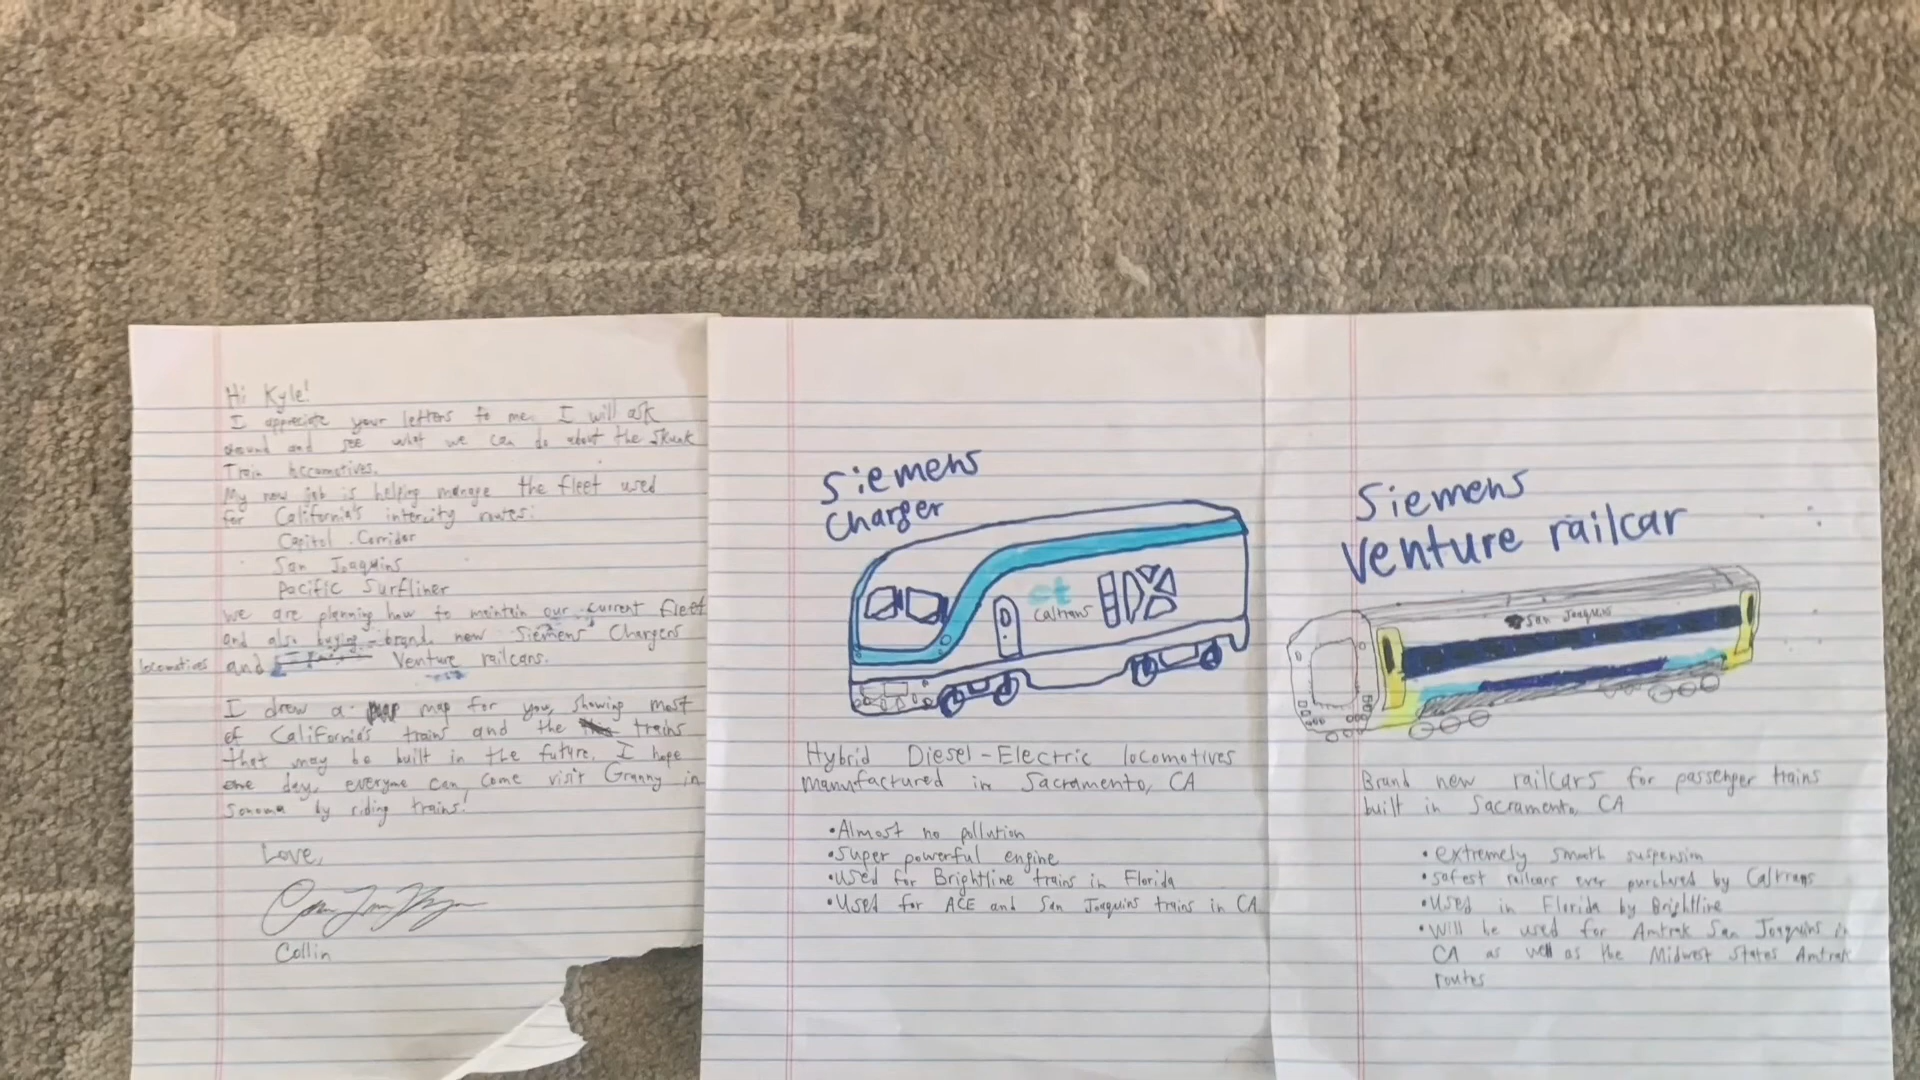 Hi Kyle!
I appreciate your letters to me. I will ask
around and see what we can do about the Skunk
Train locomotives.
My new job is helping manage the fleet used
for California's intercity routes:
Capitol Corridor
San Joaquins
Pacific Surfliner
We are planning how to maintain our current fleet
and also buying brand new Siemens Chargers
locomotives and Venture railcars.
I drew a map for you, showing most
of California's trains and the trains
that may be built in the future. I hope
one day, everyone can come visit Granny in
Sonoma by riding trains!
Love,
Collin
Siemens
Charger
ct
Caltrans
Hybrid Diesel-Electric locomotives
manufactured in Sacramento, CA
•Almost no pollution
•Super powerful engine
•Used for Brightline trains in Florida
•Used for ACE and San Joaquins trains in CA
Siemens
Venture railcar
San Joaquins
Brand new railcars for passenger trains
built in Sacramento, CA
•extremely smooth suspension
•safest railcars ever purchased by Caltrans
•Used in Florida by Brightline
•Will be used for Amtrak San Joaquins in
CA as well as the Midwest States Amtrak
routes